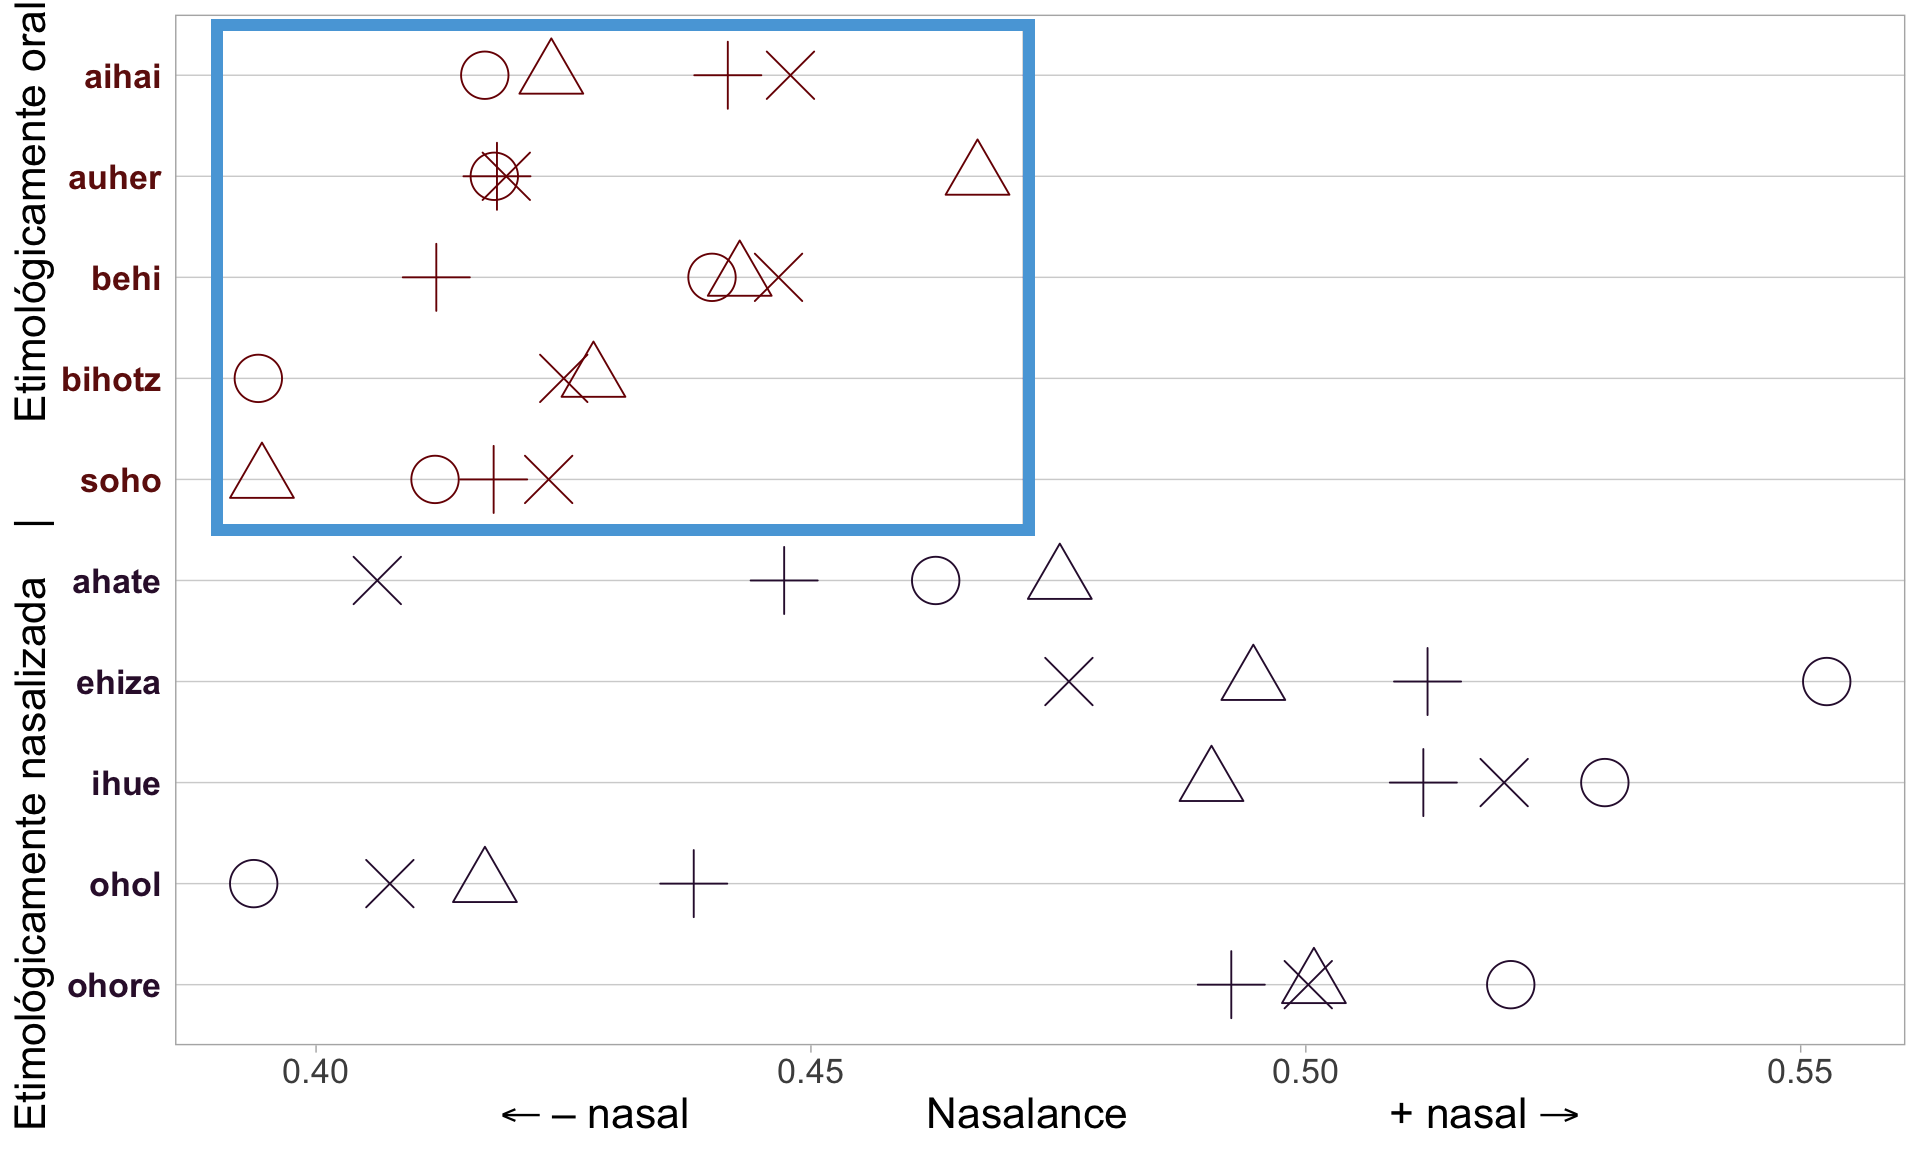 Etimológicamente nasalizada | Etimológicamente oral
aihai
auher
behi
bihotz
soho
ahate
ehiza
ihue
ohol
ohore
0.40 0.45 0.50 0.55
← – nasal Nasalance + nasal →